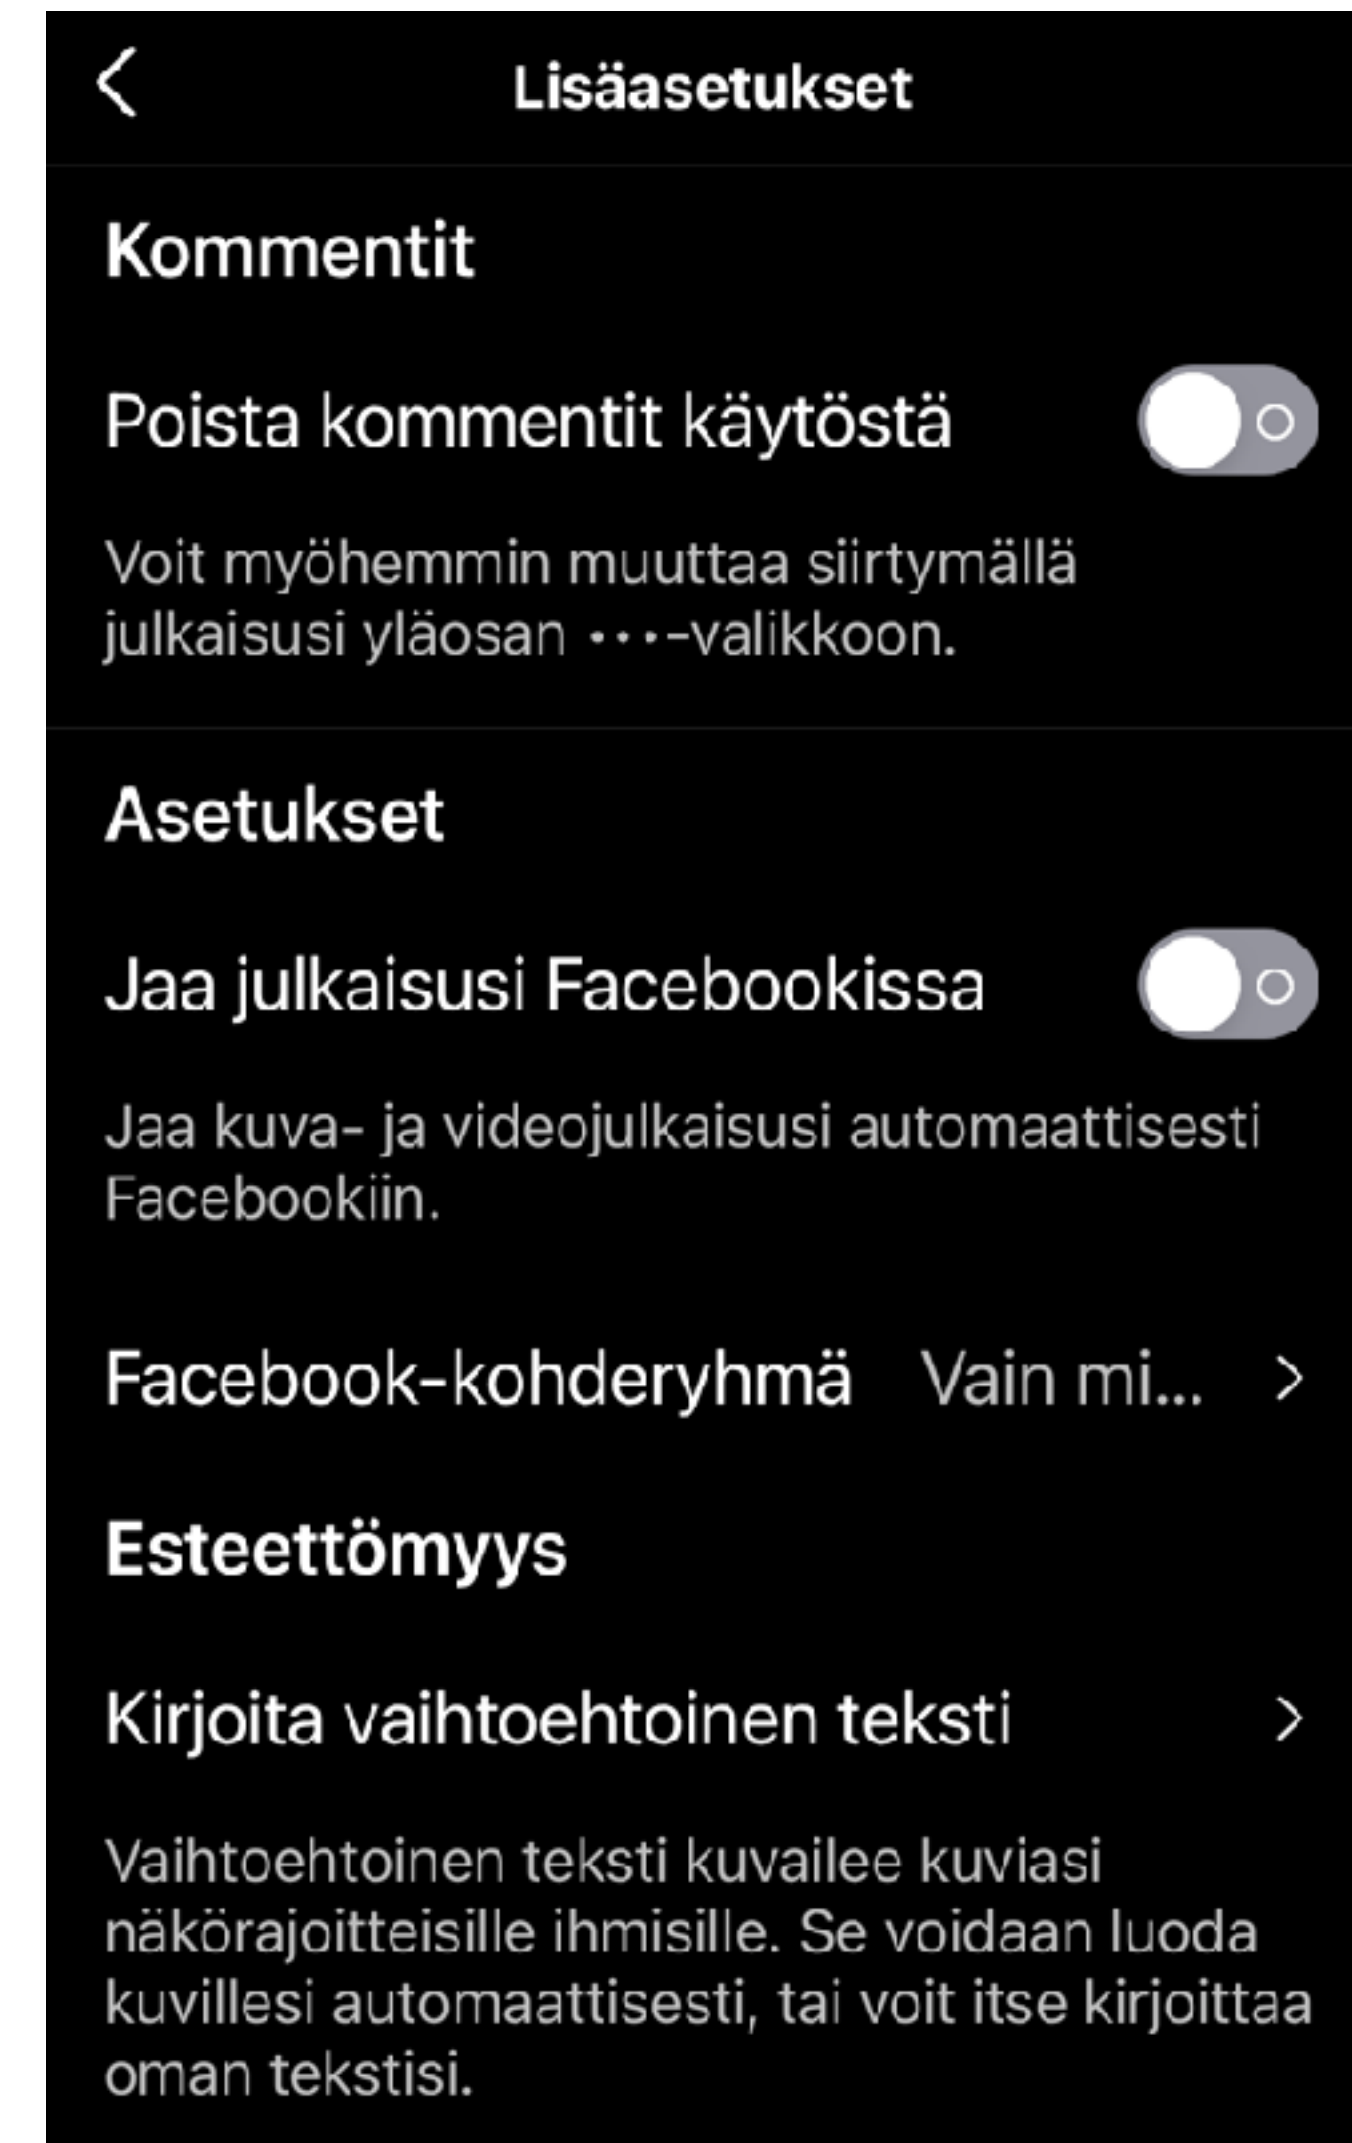 Lisäasetukset
Kommentit
Poista kommentit käytöstä
Voit myöhemmin muuttaa siirtymällä
julkaisusi yläosan ···-valikkoon.
Asetukset
Jaa julkaisusi Facebookissa
Jaa kuva- ja videojulkaisusi automaattisesti
Facebookiin.
Facebook-kohderyhmä Vain mi...
Esteettömyys
Kirjoita vaihtoehtoinen teksti
Vaihtoehtoinen teksti kuvailee kuviasi
näkörajoitteisille ihmisille. Se voidaan luoda
kuvillesi automaattisesti, tai voit itse kirjoittaa
oman tekstisi.